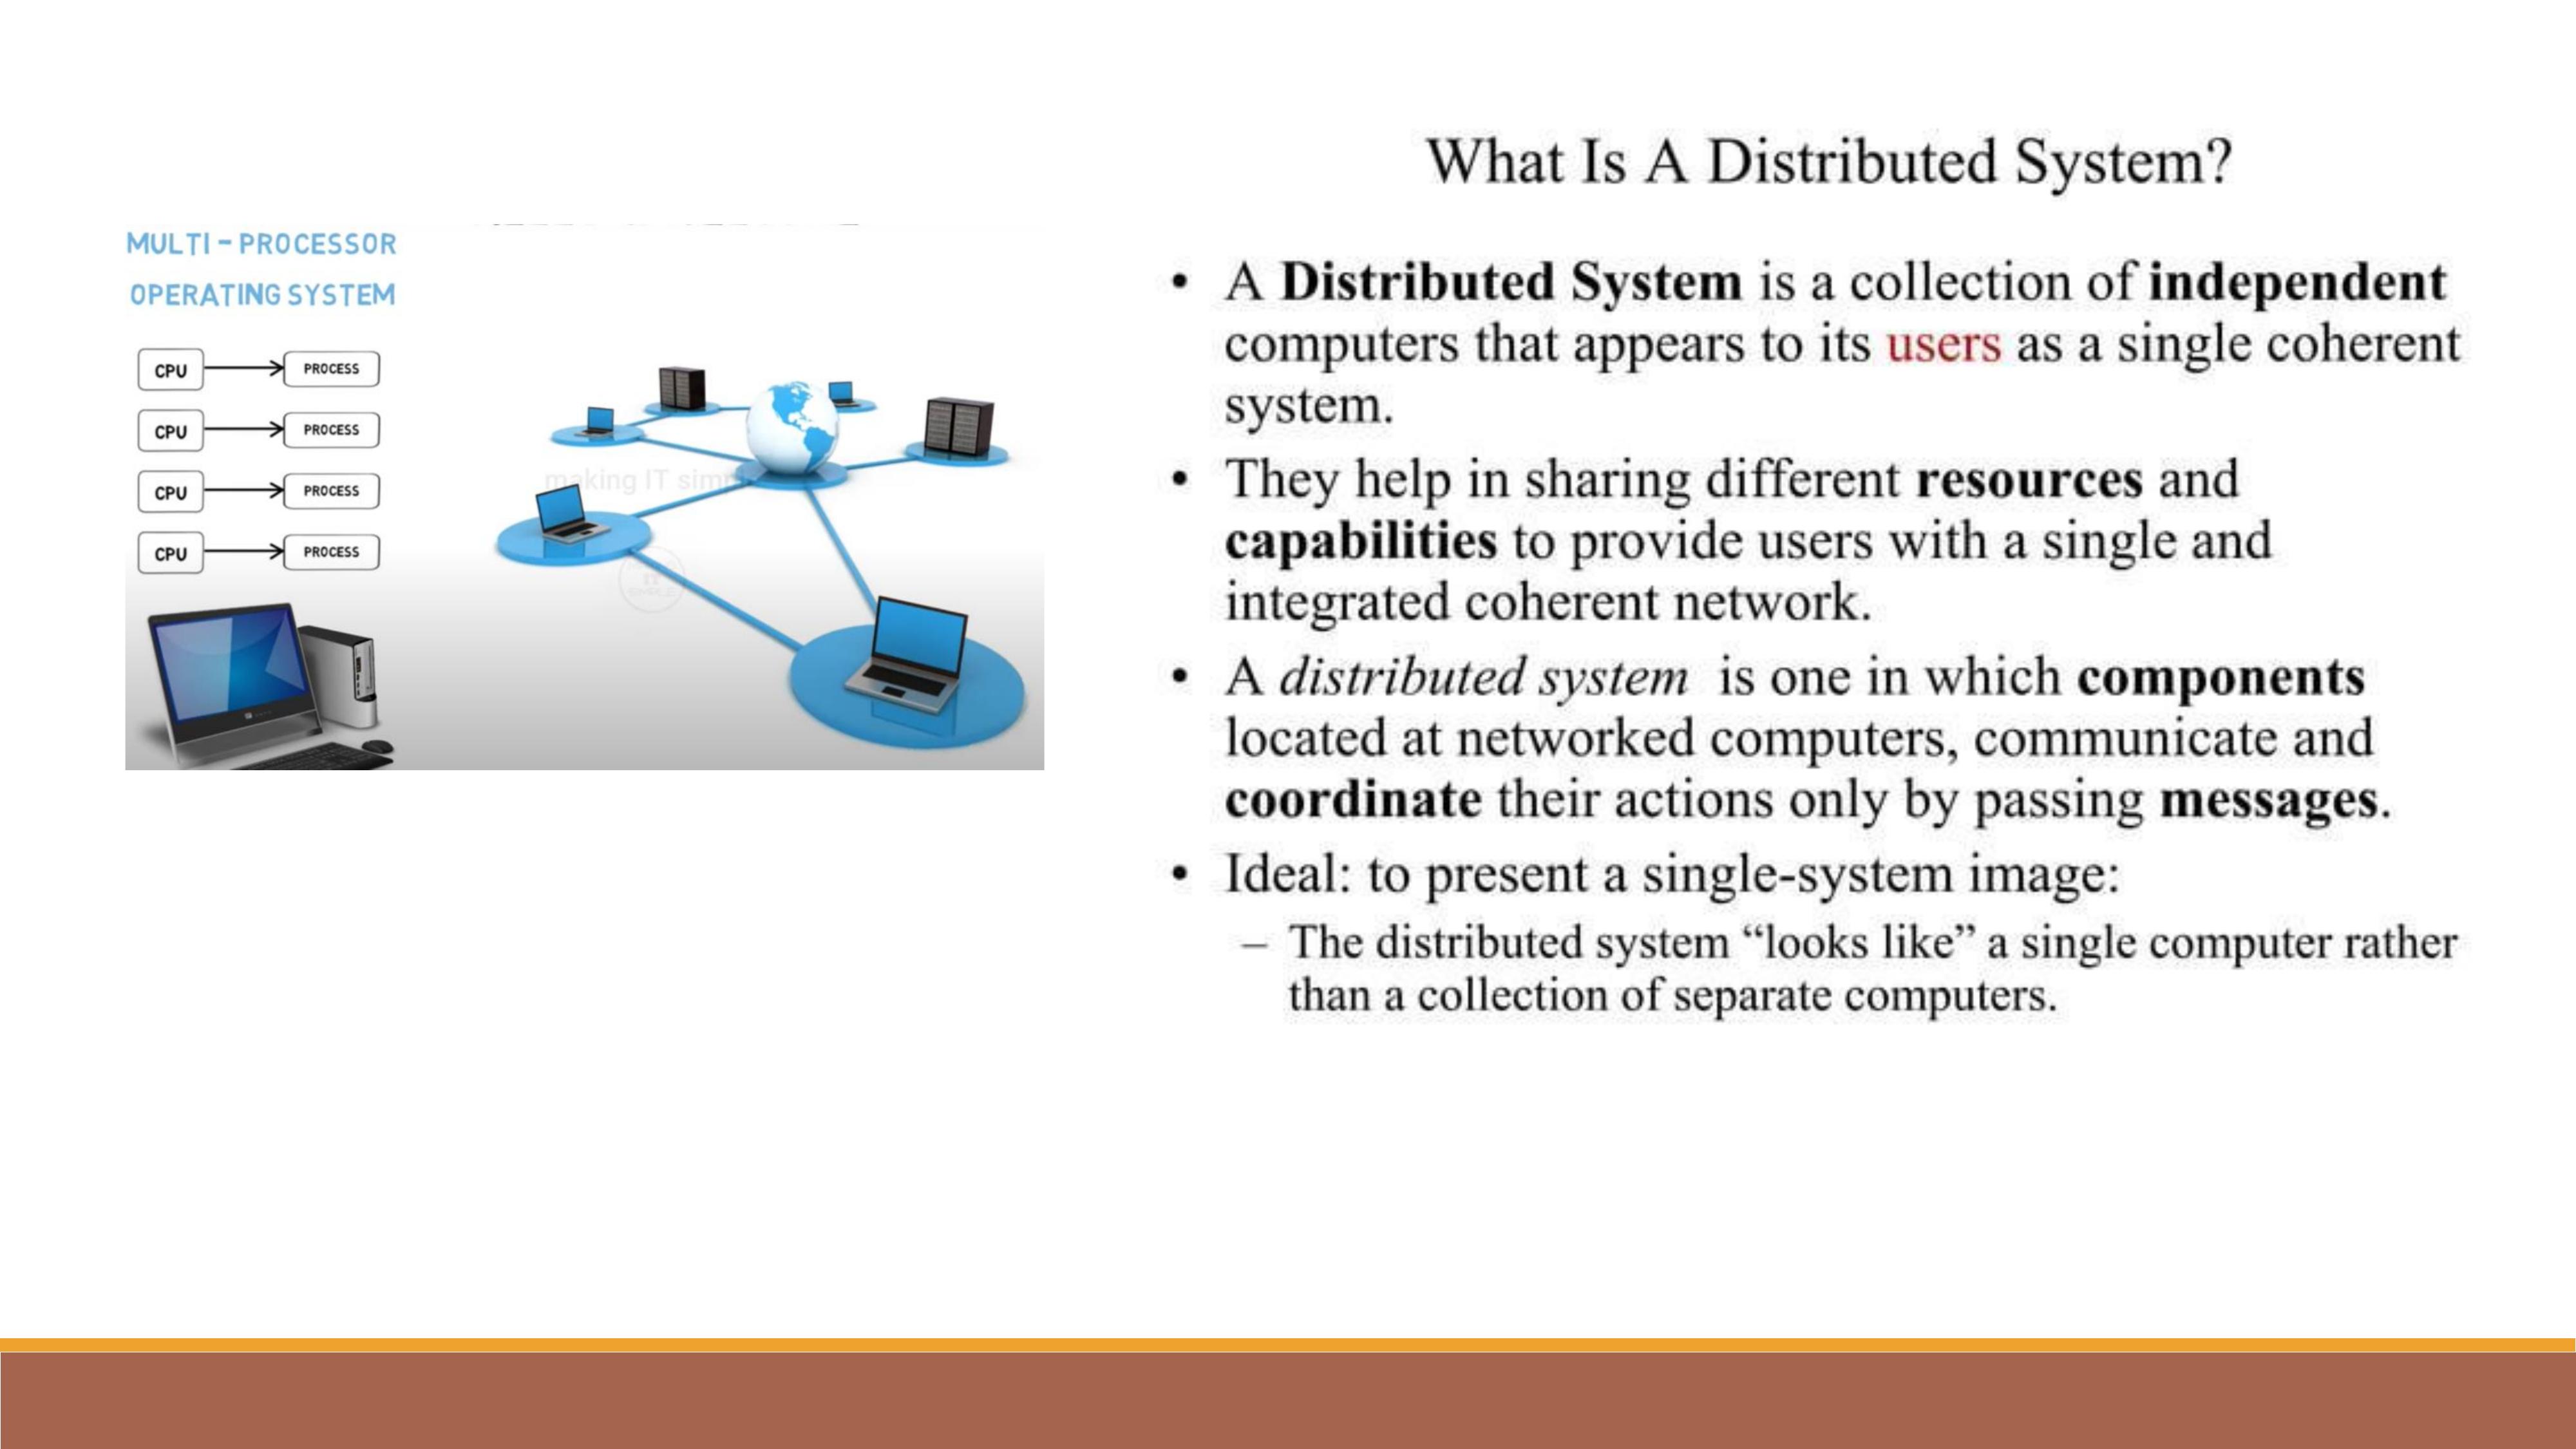 What Is A Distributed System?
MULTI - PROCESSOR
OPERATING SYSTEM
CPU PROCESS
CPU PROCESS
CPU PROCESS
CPU PROCESS
making IT
• A Distributed System is a collection of independent
computers that appears to its users as a single coherent
system.
• They help in sharing different resources and
capabilities to provide users with a single and
integrated coherent network.
• A distributed system is one in which components
located at networked computers, communicate and
coordinate their actions only by passing messages.
• Ideal: to present a single-system image:
– The distributed system “looks like” a single computer rather
than a collection of separate computers.